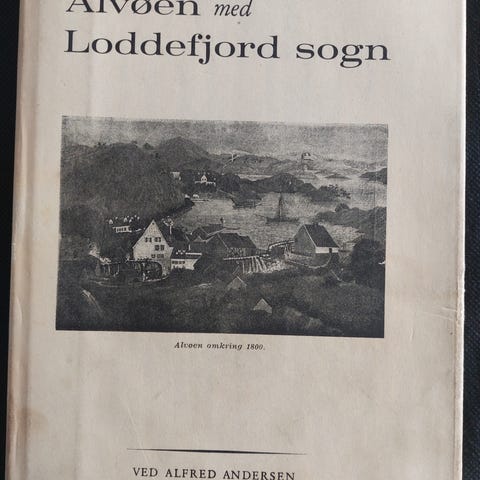 Alvøen med
Loddefjord sogn
Alvøen omkring 1800.
VED ALFRED ANDERSEN